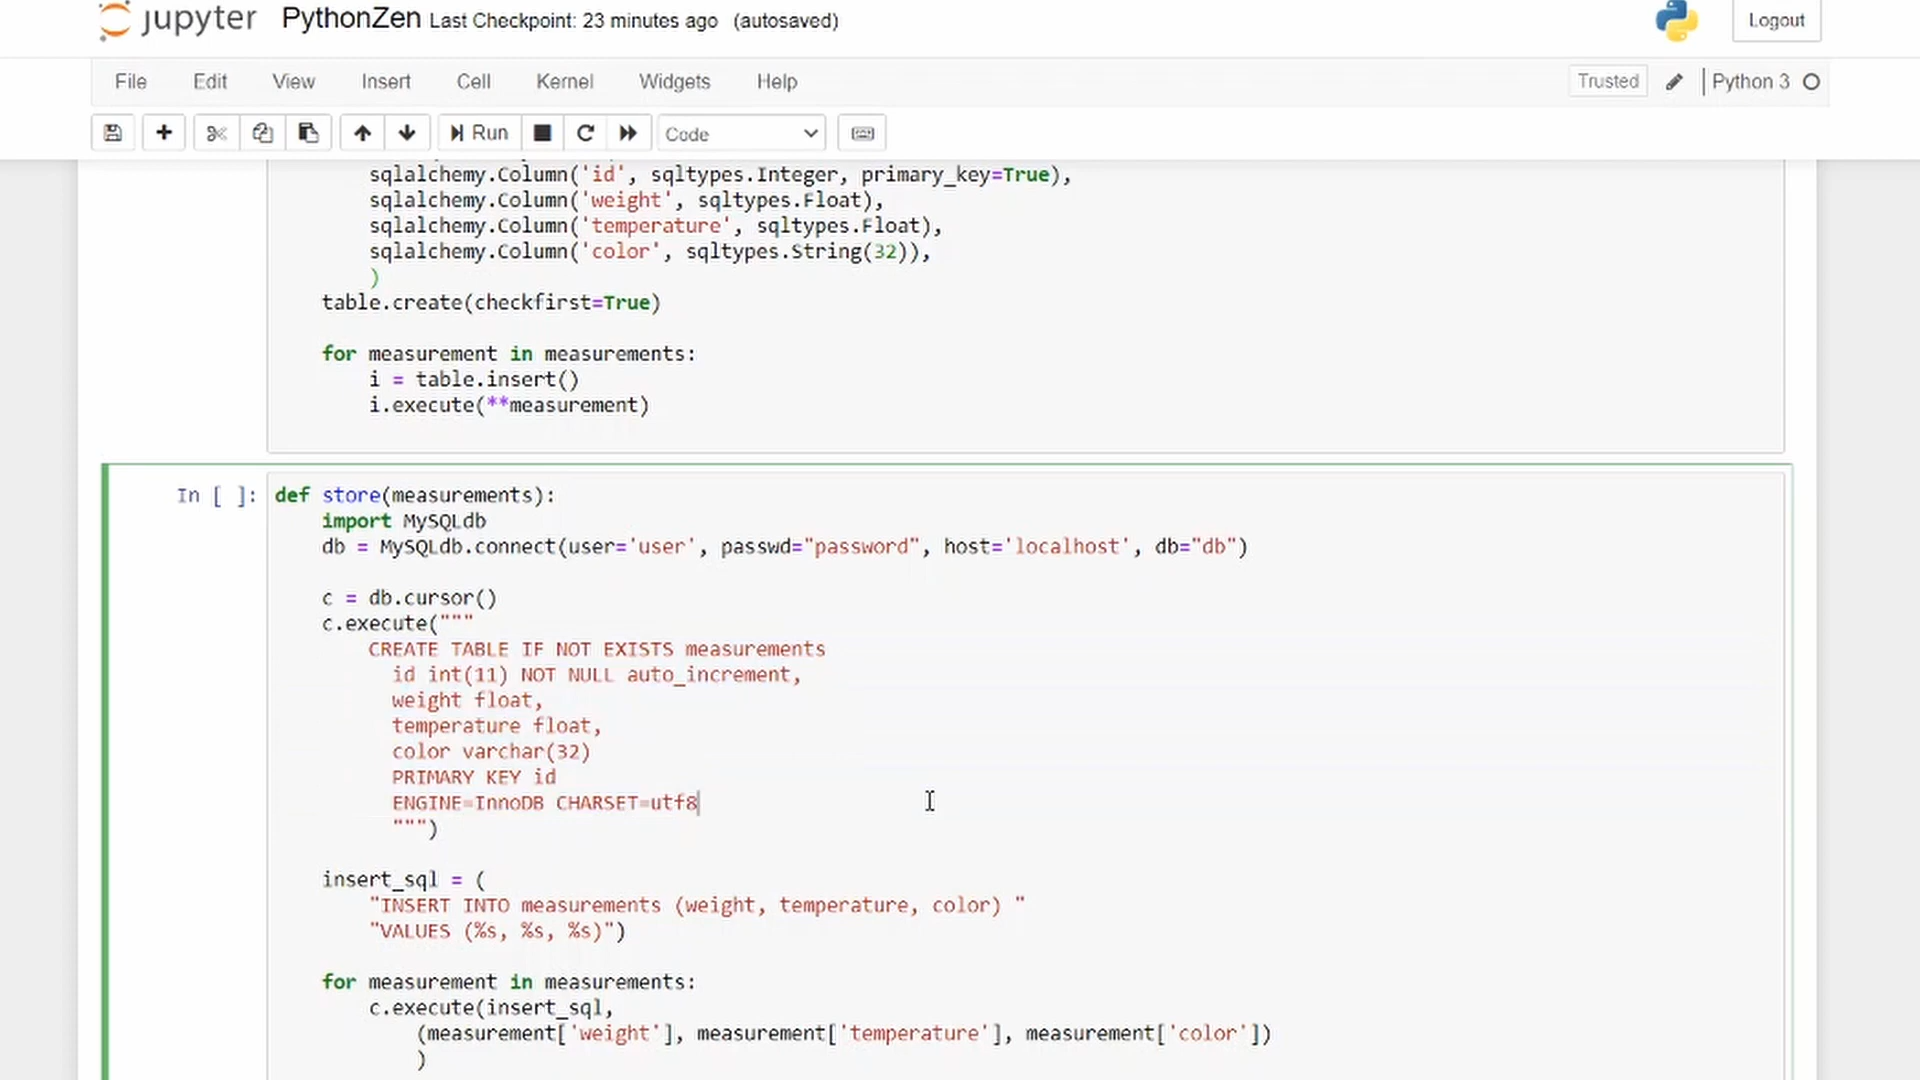 jupyter PythonZen Last Checkpoint: 23 minutes ago (autosaved) Logout
File Edit View Insert Cell Kernel Widgets Help Trusted Python 3
Run Code
sqlalchemy.Column('id', sqltypes.Integer, primary_key=True),
sqlalchemy.Column('weight', sqltypes.Float),
sqlalchemy.Column('temperature', sqltypes.Float),
sqlalchemy.Column('color', sqltypes.String(32)),
)
table.create(checkfirst=True)
for measurement in measurements:
i = table.insert()
i.execute(**measurement)
In [ ]: def store(measurements):
import MySQLdb
db = MySQLdb.connect(user='user', passwd="password", host='localhost', db="db")
c = db.cursor()
c.execute("""
CREATE TABLE IF NOT EXISTS measurements
id int(11) NOT NULL auto_increment,
weight float,
temperature float,
color varchar(32)
PRIMARY KEY id
ENGINE=InnoDB CHARSET=utf8
""")
insert_sql = (
"INSERT INTO measurements (weight, temperature, color) "
"VALUES (%s, %s, %s)")
for measurement in measurements:
c.execute(insert_sql,
(measurement['weight'], measurement['temperature'], measurement['color'])
)